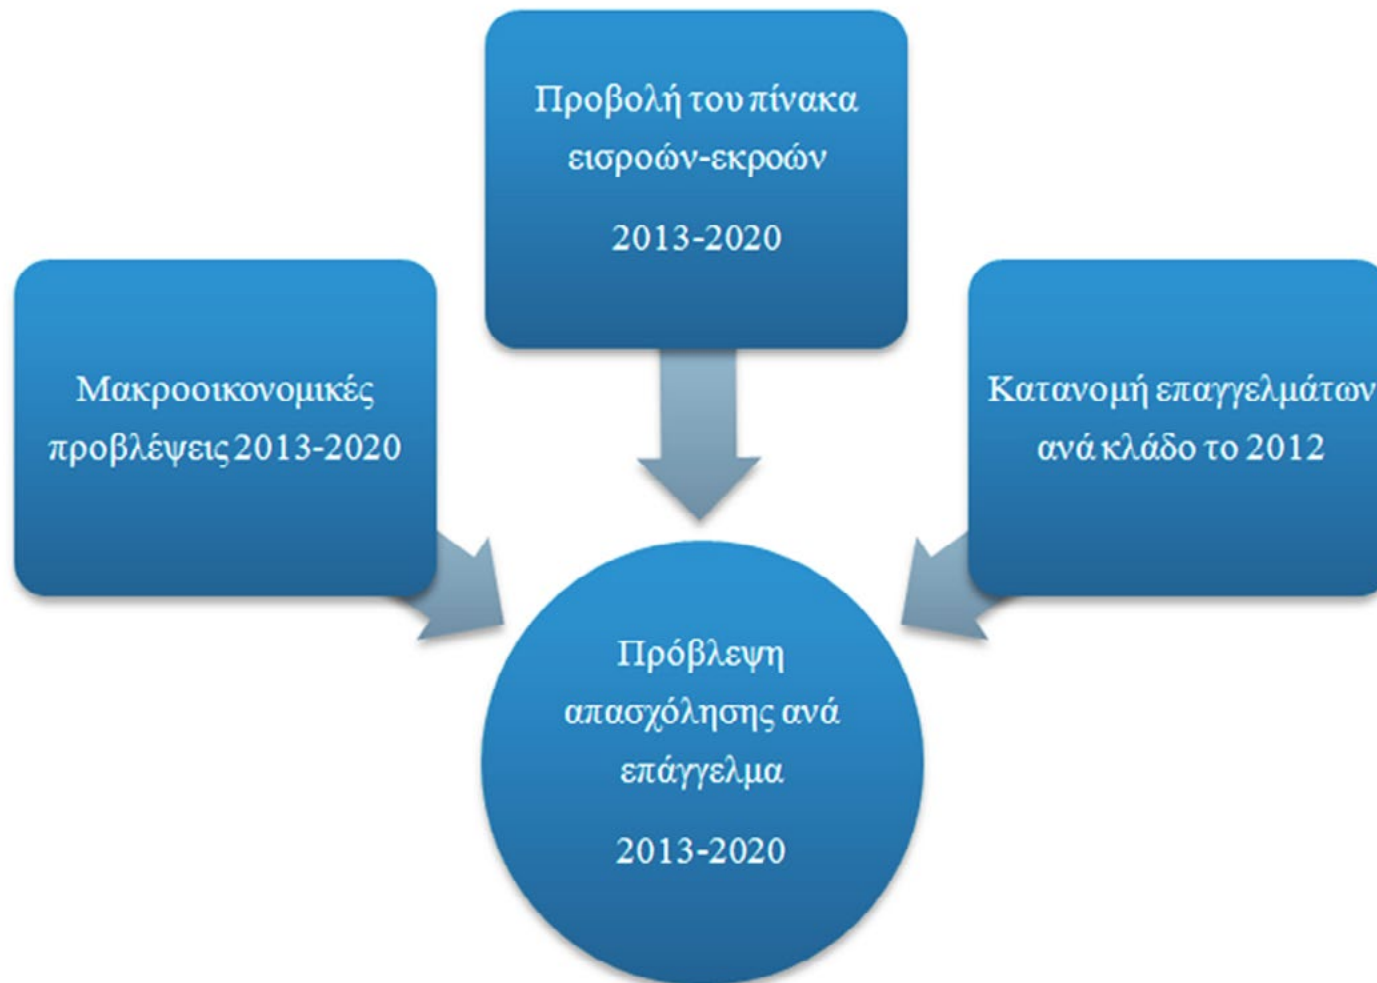 Προβολή του πίνακα
εισροών-εκροών
2013-2020
Μακροοικονομικές
προβλέψεις 2013-2020
Κατανομή επαγγελμάτων
ανά κλάδο το 2012
Πρόβλεψη
απασχόλησης ανά
επάγγελμα
2013-2020